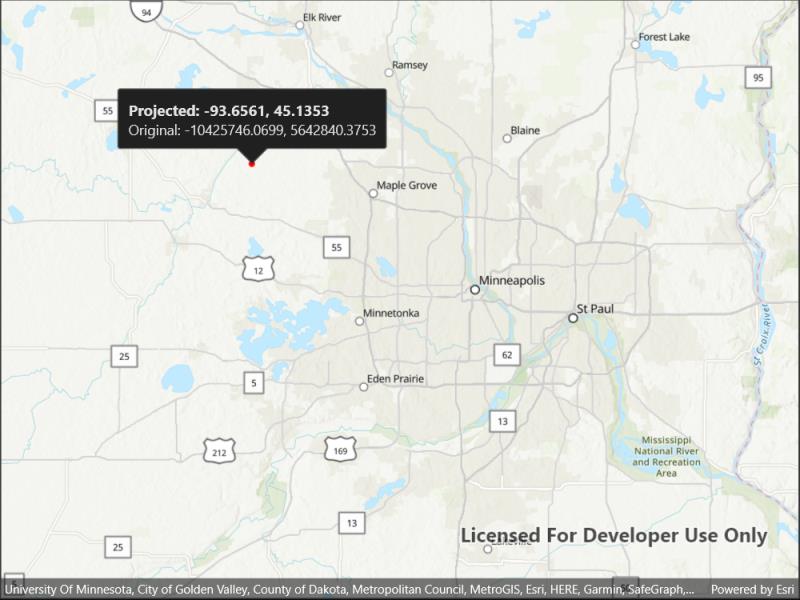 94
Elk River
Forest Lake
Ramsey
95
55
Projected: -93.6561, 45.1353
Original: -10425746.0699, 5642840.3753
Blaine
Maple Grove
55
12
Minneapolis
Minnetonka
St Paul
St Croix River
62
25
5
Eden Prairie
13
212
169
Mississippi
National River
and Recreation
Area
13
Licensed For Developer Use Only
25
University Of Minnesota, City of Golden Valley, County of Dakota, Metropolitan Council, MetroGIS, Esri, HERE, Garmin, SafeGraph,... Powered by Esri